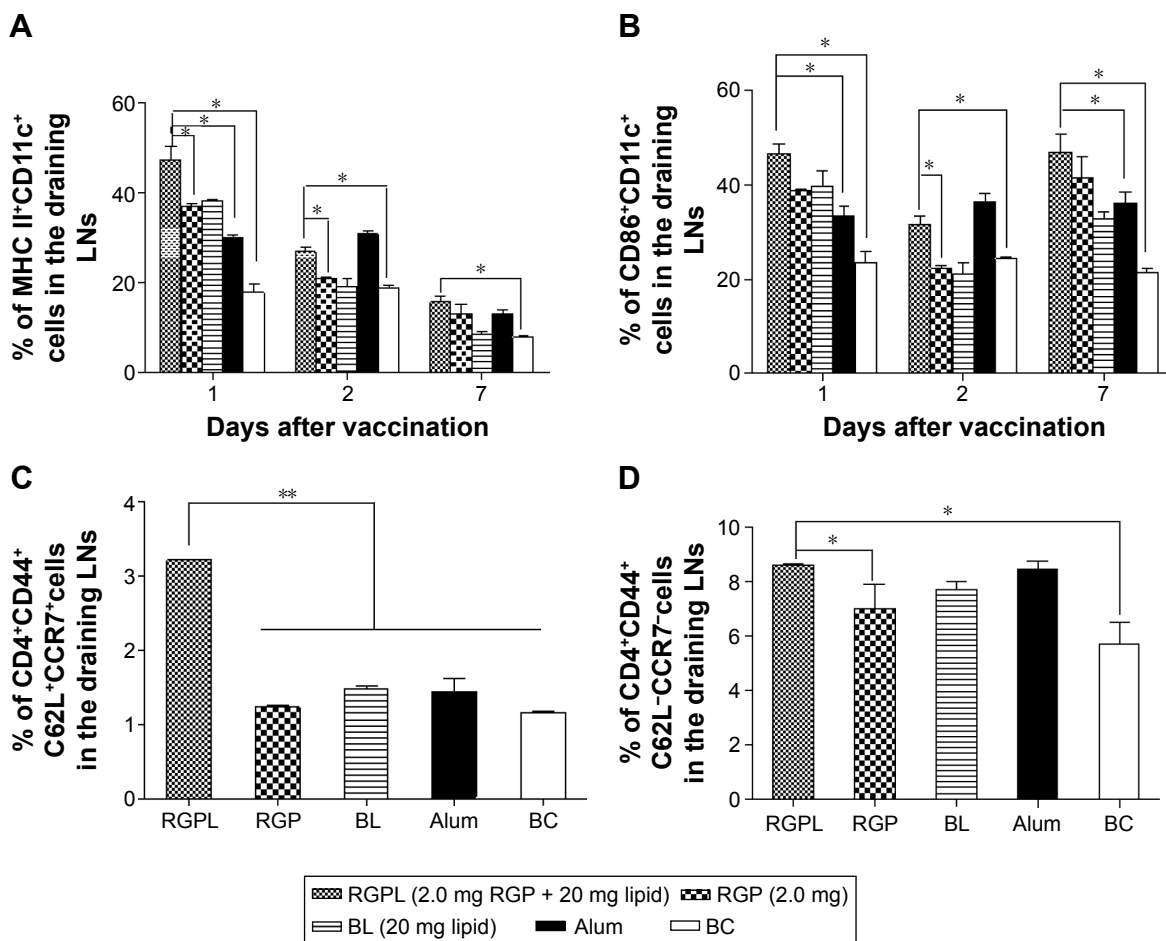 A
% of MHC II⁺CD11c⁺
cells in the draining
LNs
60
40
20
0
*
*
*
*
*
*
1
2
7
Days after vaccination
B
% of CD86⁺CD11c⁺
cells in the draining
LNs
60
40
20
0
*
*
*
*
*
*
1
2
7
Days after vaccination
C
% of CD4⁺CD44⁺
C62L⁺CCR7⁺cells
in the draining LNs
4
3
2
1
0
**
RGPL
RGP
BL
Alum
BC
D
% of CD4⁺CD44⁺
C62L⁻CCR7⁻cells
in the draining LNs
10
8
6
4
2
0
*
*
RGPL
RGP
BL
Alum
BC
RGPL (2.0 mg RGP + 20 mg lipid) RGP (2.0 mg)
BL (20 mg lipid) Alum BC